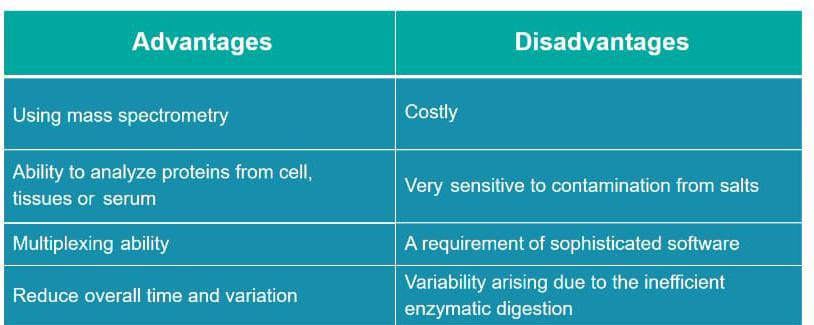 Advantages
Disadvantages
Using mass spectrometry
Costly
Ability to analyze proteins from cell,
tissues or serum
Very sensitive to contamination from salts
Multiplexing ability
A requirement of sophisticated software
Reduce overall time and variation
Variability arising due to the inefficient
enzymatic digestion